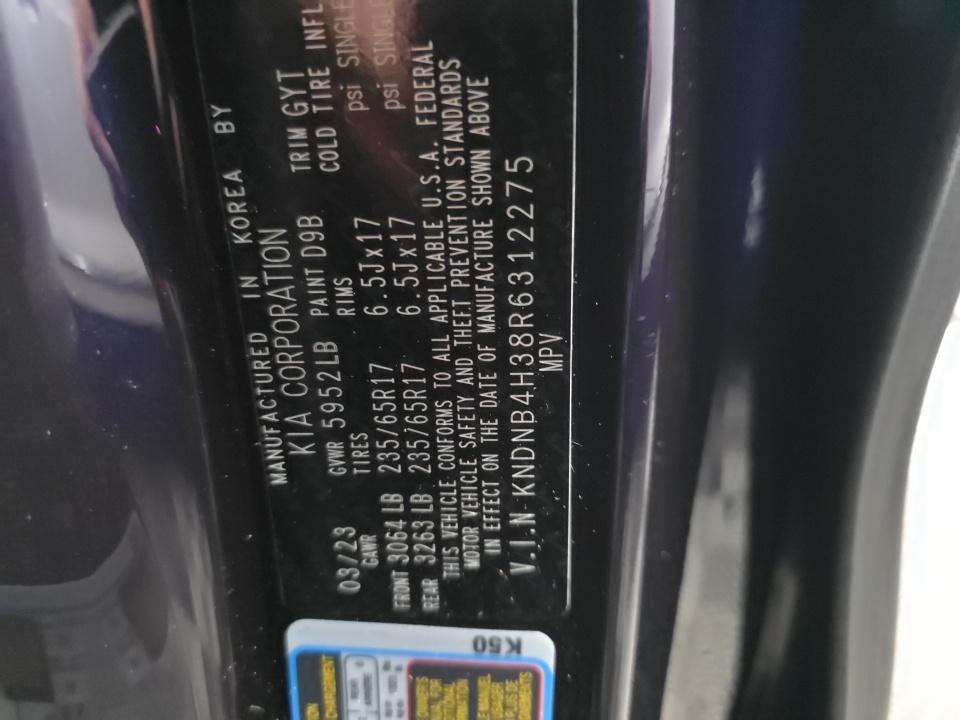 MANUFACTURED IN KOREA BY
KIA CORPORATION
03/23 GVWR 5952LB PAINT D9B TRIM GYT
GAWR TIRES RIMS COLD TIRE INFL
FRONT 3064 LB 235/65R17 6.5Jx17 psi SINGLE
REAR 3263 LB 235/65R17 6.5Jx17 psi SINGLE
THIS VEHICLE CONFORMS TO ALL APPLICABLE U.S.A. FEDERAL
MOTOR VEHICLE SAFETY AND THEFT PREVENTION STANDARDS
IN EFFECT ON THE DATE OF MANUFACTURE SHOWN ABOVE
V.I.N KNDNB4H38R6312275
MPV
K50